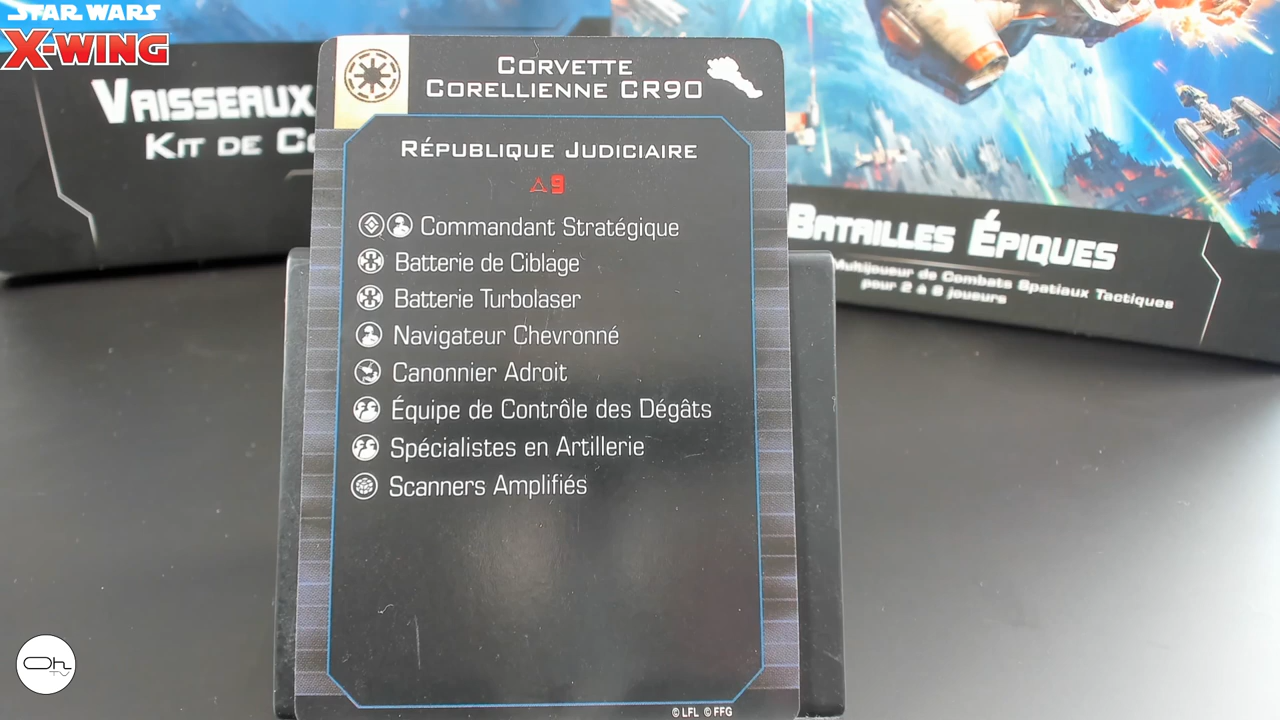 STAR WARS
X-WING
VAISSEAUX
KIT DE
CORVETTE
CORELLIENNE CR90
RÉPUBLIQUE JUDICIAIRE
9
Commandant Stratégique
Batterie de Ciblage
Batterie Turbolaser
Navigateur Chevronné
Canonnier Adroit
Équipe de Contrôle des Dégâts
Spécialistes en Artillerie
Scanners Amplifiés
© LFL © FFG
BATAILLES ÉPIQUES
Multijoueur de Combats Spatiaux Tactiques
pour 2 à 8 joueurs
Oh
TV